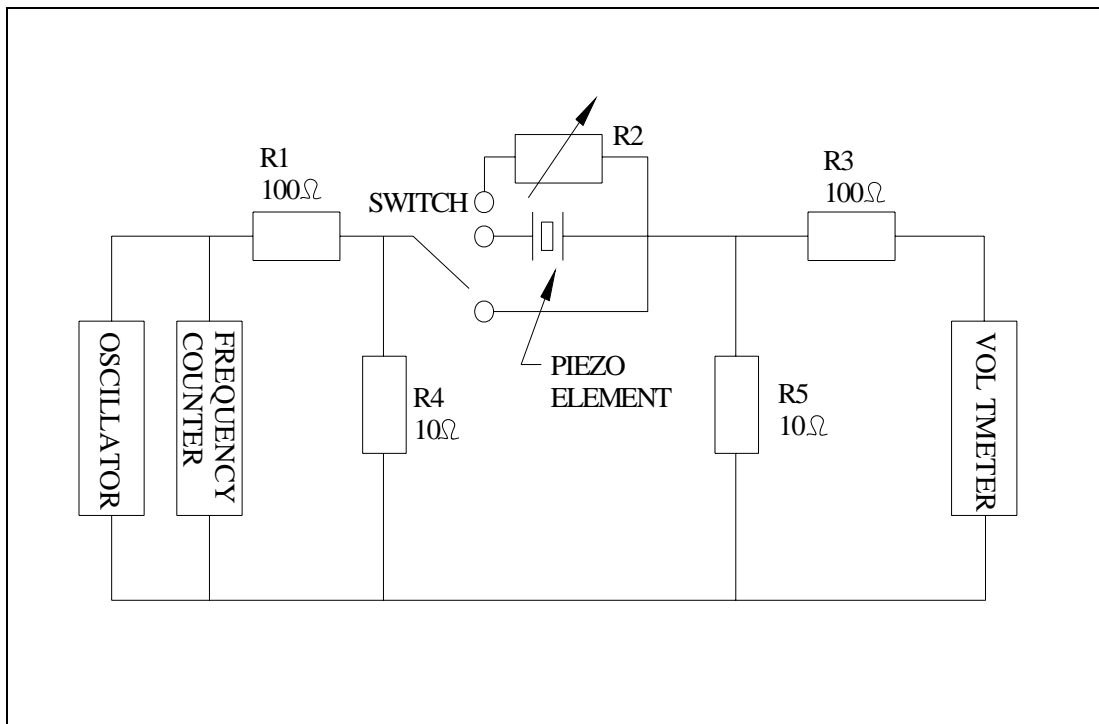 R2
R1
100Ω
R3
100Ω
SWITCH
OSCILLATOR
FREQUENCY
COUNTER
R4
10Ω
PIEZO
ELEMENT
R5
10Ω
VOL TMETER